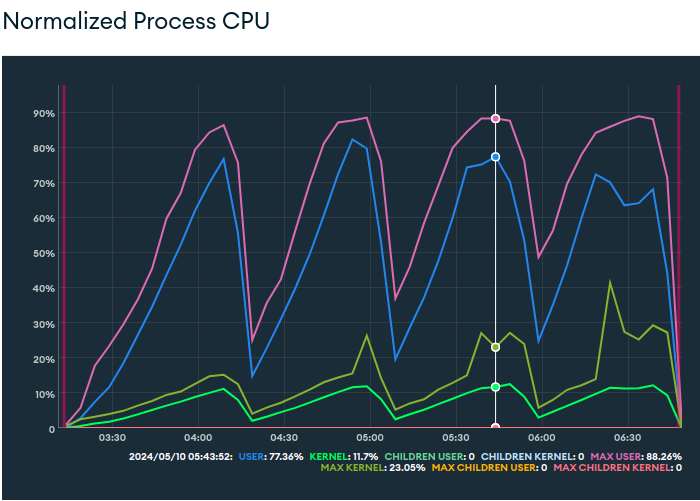 Normalized Process CPU
90%
80%
70%
60%
50%
40%
30%
20%
10%
0
03:30 04:00 04:30 05:00 05:30 06:00 06:30
2024/05/10 05:43:52: USER: 77.36% KERNEL: 11.7% CHILDREN USER: 0 CHILDREN KERNEL: 0 MAX USER: 88.26%
MAX KERNEL: 23.05% MAX CHILDREN USER: 0 MAX CHILDREN KERNEL: 0